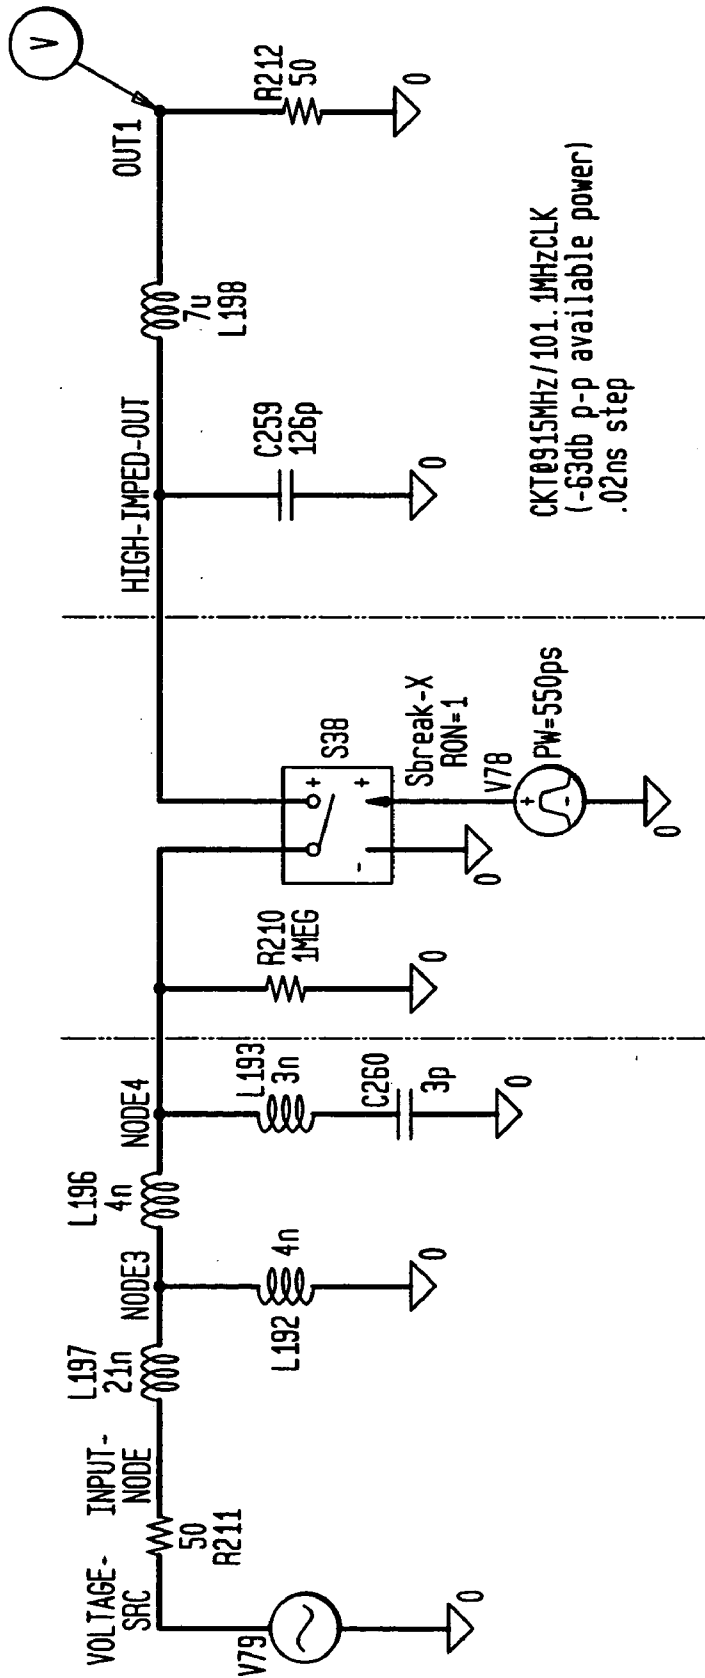 VOLTAGE-
SRC
V79
0
50
R211
INPUT-
NODE
L197
21n
NODE3
L192
4n
0
L196
4n
NODE4
L193
3n
C260
3p
0
R210
1MEG
0
S38
+
+
-
0
Sbreak-X
RON=1
V78
+
-
PW=550ps
0
HIGH-IMPED-OUT
C259
126p
0
7u
L198
OUT1
V
R212
50
0
CKT@915MHz/101.1MHzCLK
(-63db p-p available power)
.02ns step